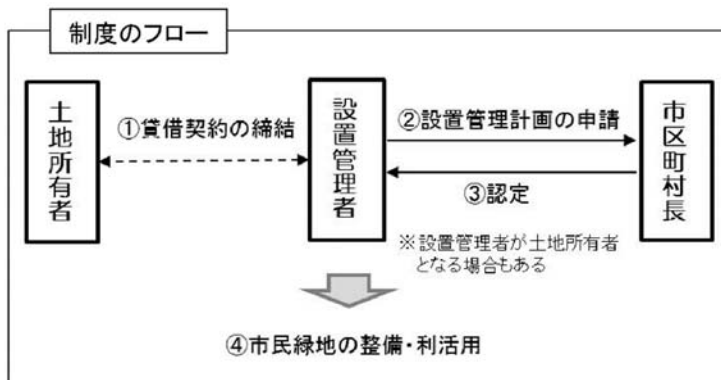 制度のフロー
土地所有者
①貸借契約の締結
設置管理者
②設置管理計画の申請
③認定
市区町村長
※設置管理者が土地所有者
となる場合もある
④市民緑地の整備・利活用